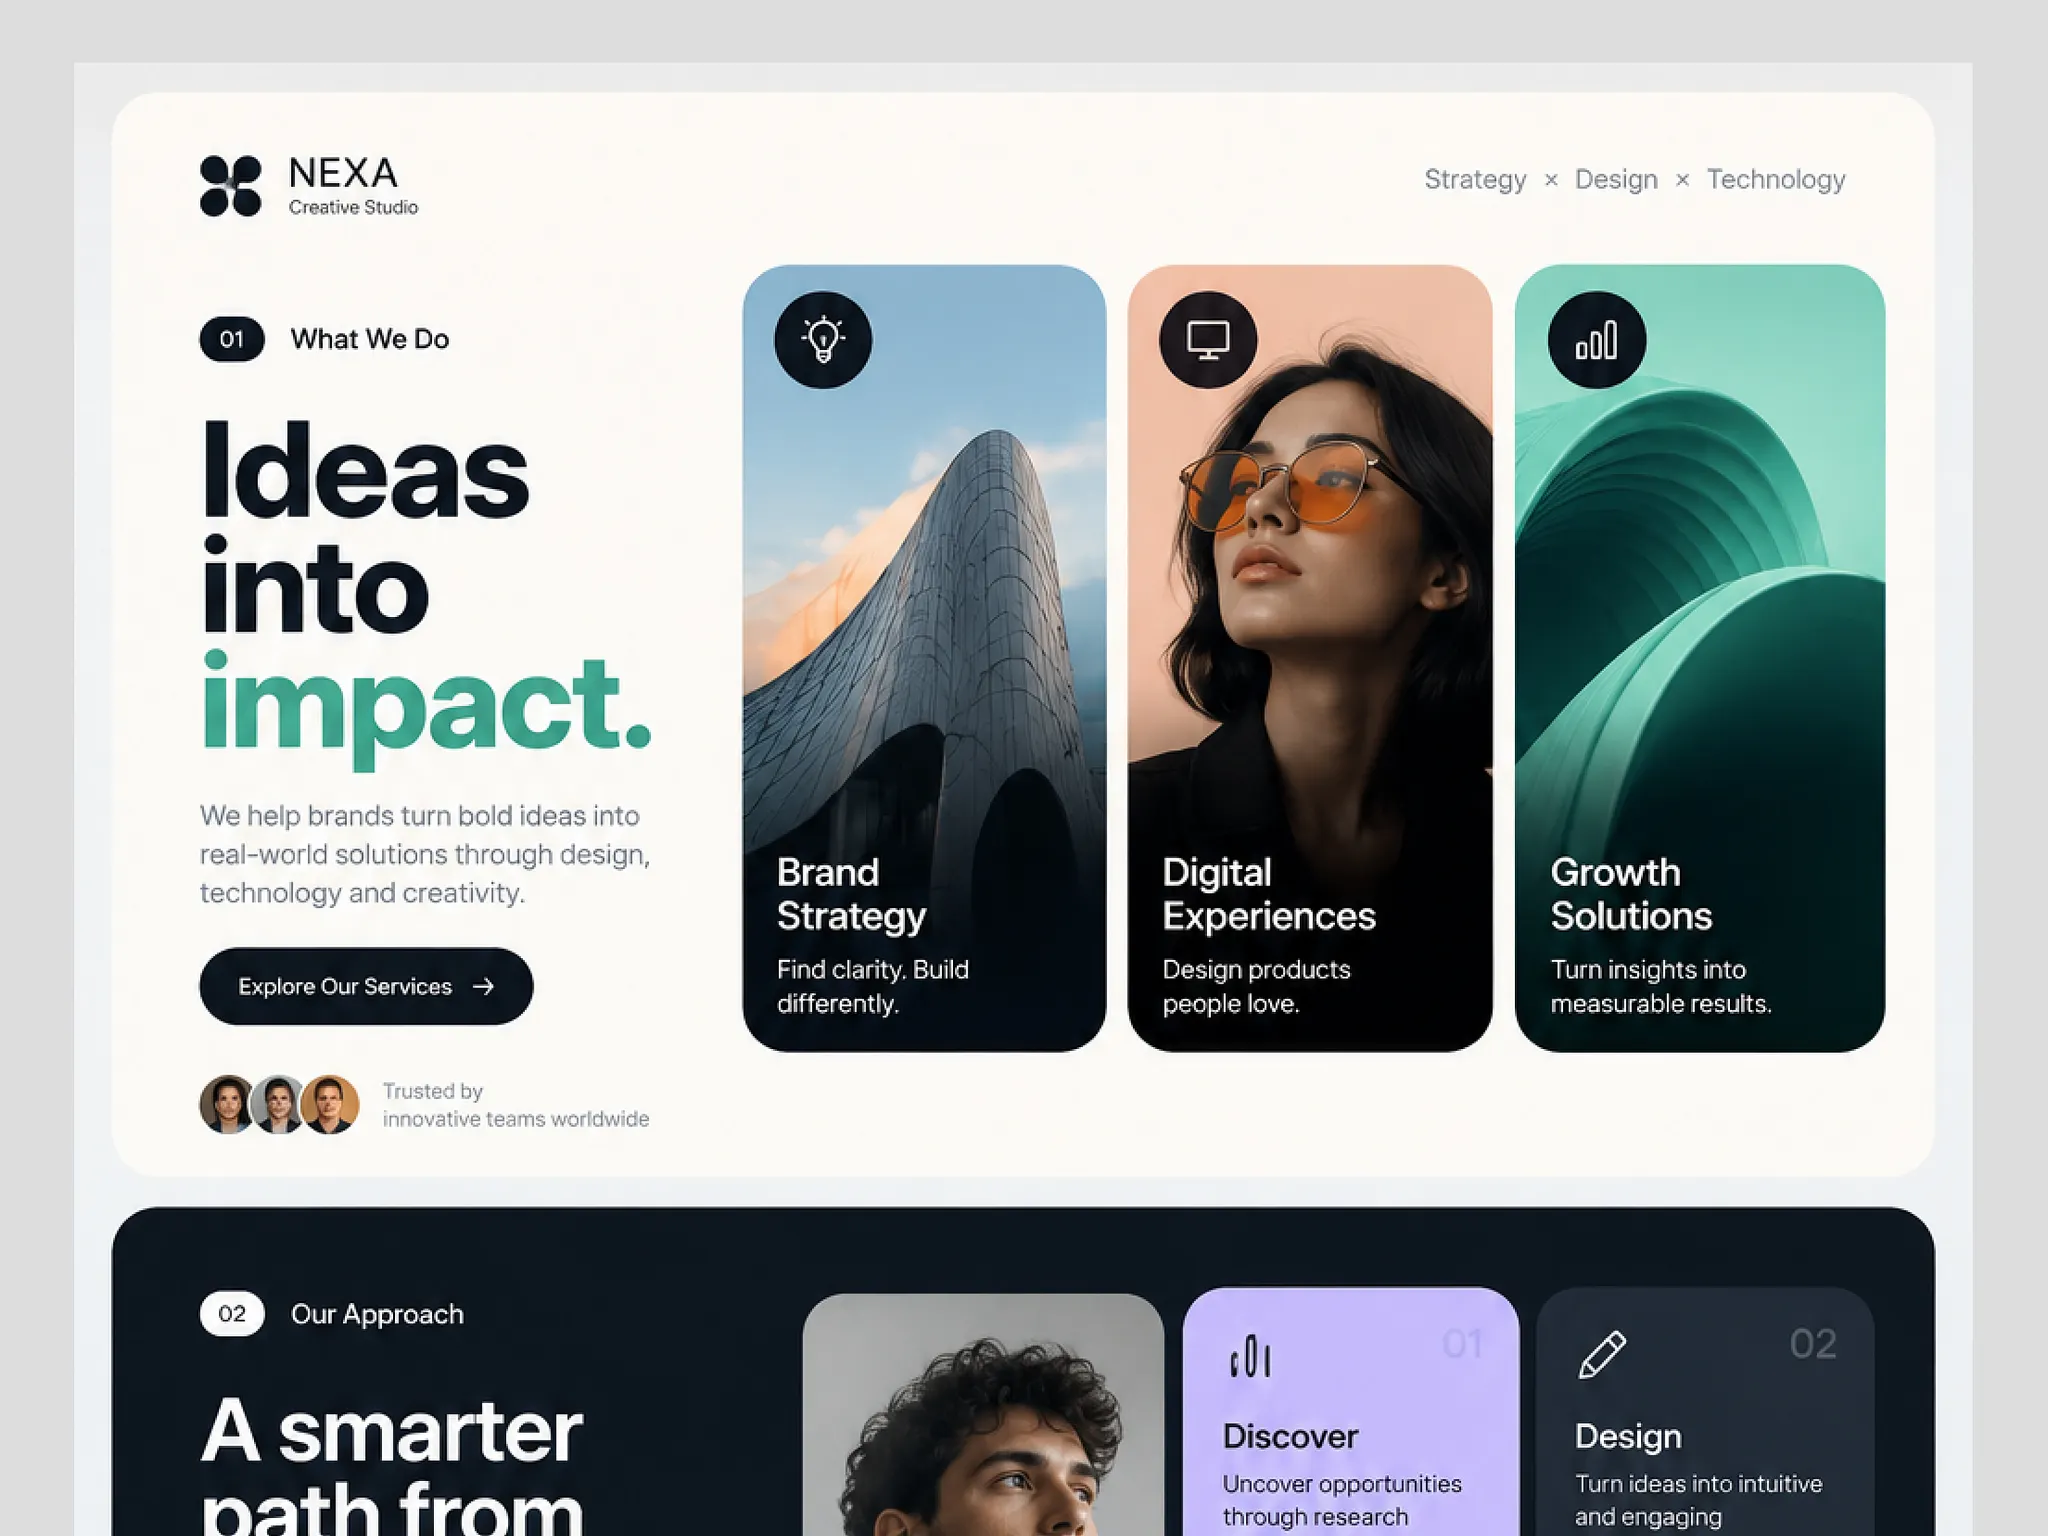 NEXA
Creative Studio
Strategy × Design × Technology
01 What We Do
Ideas
into
impact.
We help brands turn bold ideas into
real-world solutions through design,
technology and creativity.
Explore Our Services →
Trusted by
innovative teams worldwide
Brand
Strategy
Find clarity. Build
differently.
Digital
Experiences
Design products
people love.
Growth
Solutions
Turn insights into
measurable results.
02 Our Approach
A smarter
path from
01
Discover
Uncover opportunities
through research
02
Design
Turn ideas into intuitive
and engaging